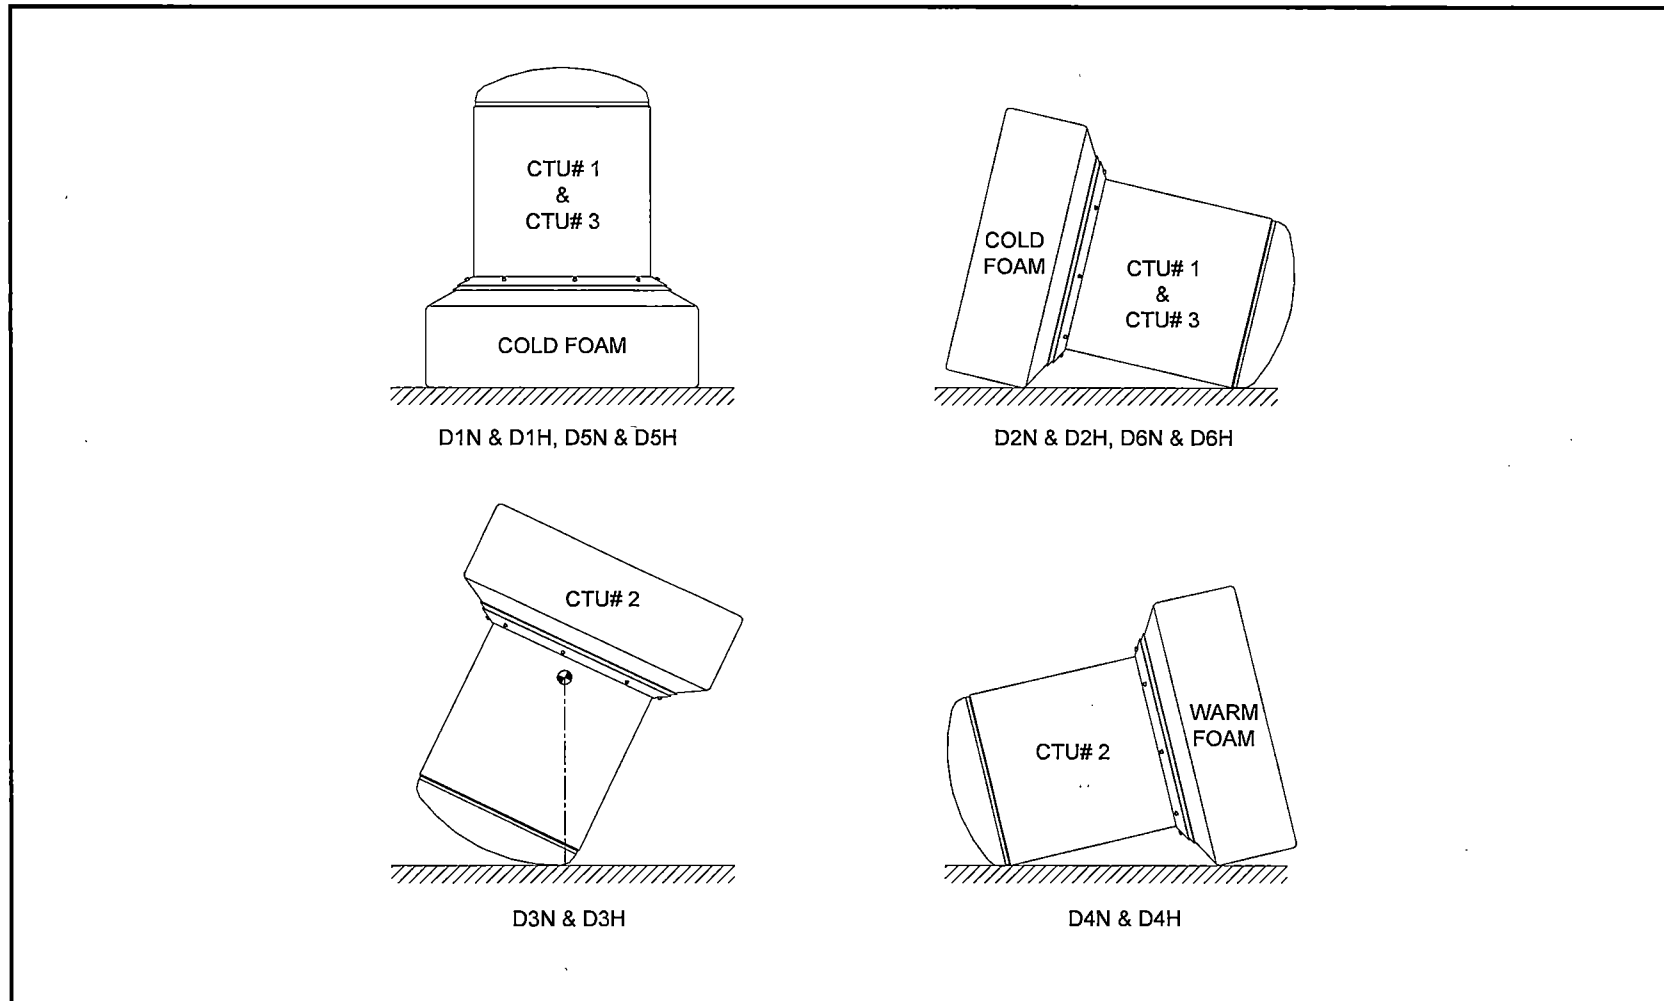 CTU# 1
&
CTU# 3
COLD FOAM
D1N & D1H, D5N & D5H
COLD
FOAM
CTU# 1
&
CTU# 3
D2N & D2H, D6N & D6H
CTU# 2
D3N & D3H
CTU# 2
WARM
FOAM
D4N & D4H